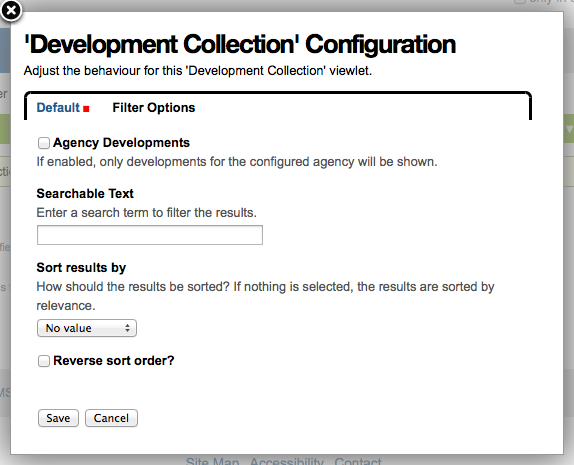 only in
'Development Collection' Configuration
Adjust the behaviour for this 'Development Collection' viewlet.
Default
Filter Options
Agency Developments
If enabled, only developments for the configured agency will be shown.
Searchable Text
Enter a search term to filter the results.
Sort results by
How should the results be sorted? If nothing is selected, the results are sorted by
relevance.
No value
Reverse sort order?
Save Cancel
Site Map Accessibility Contact